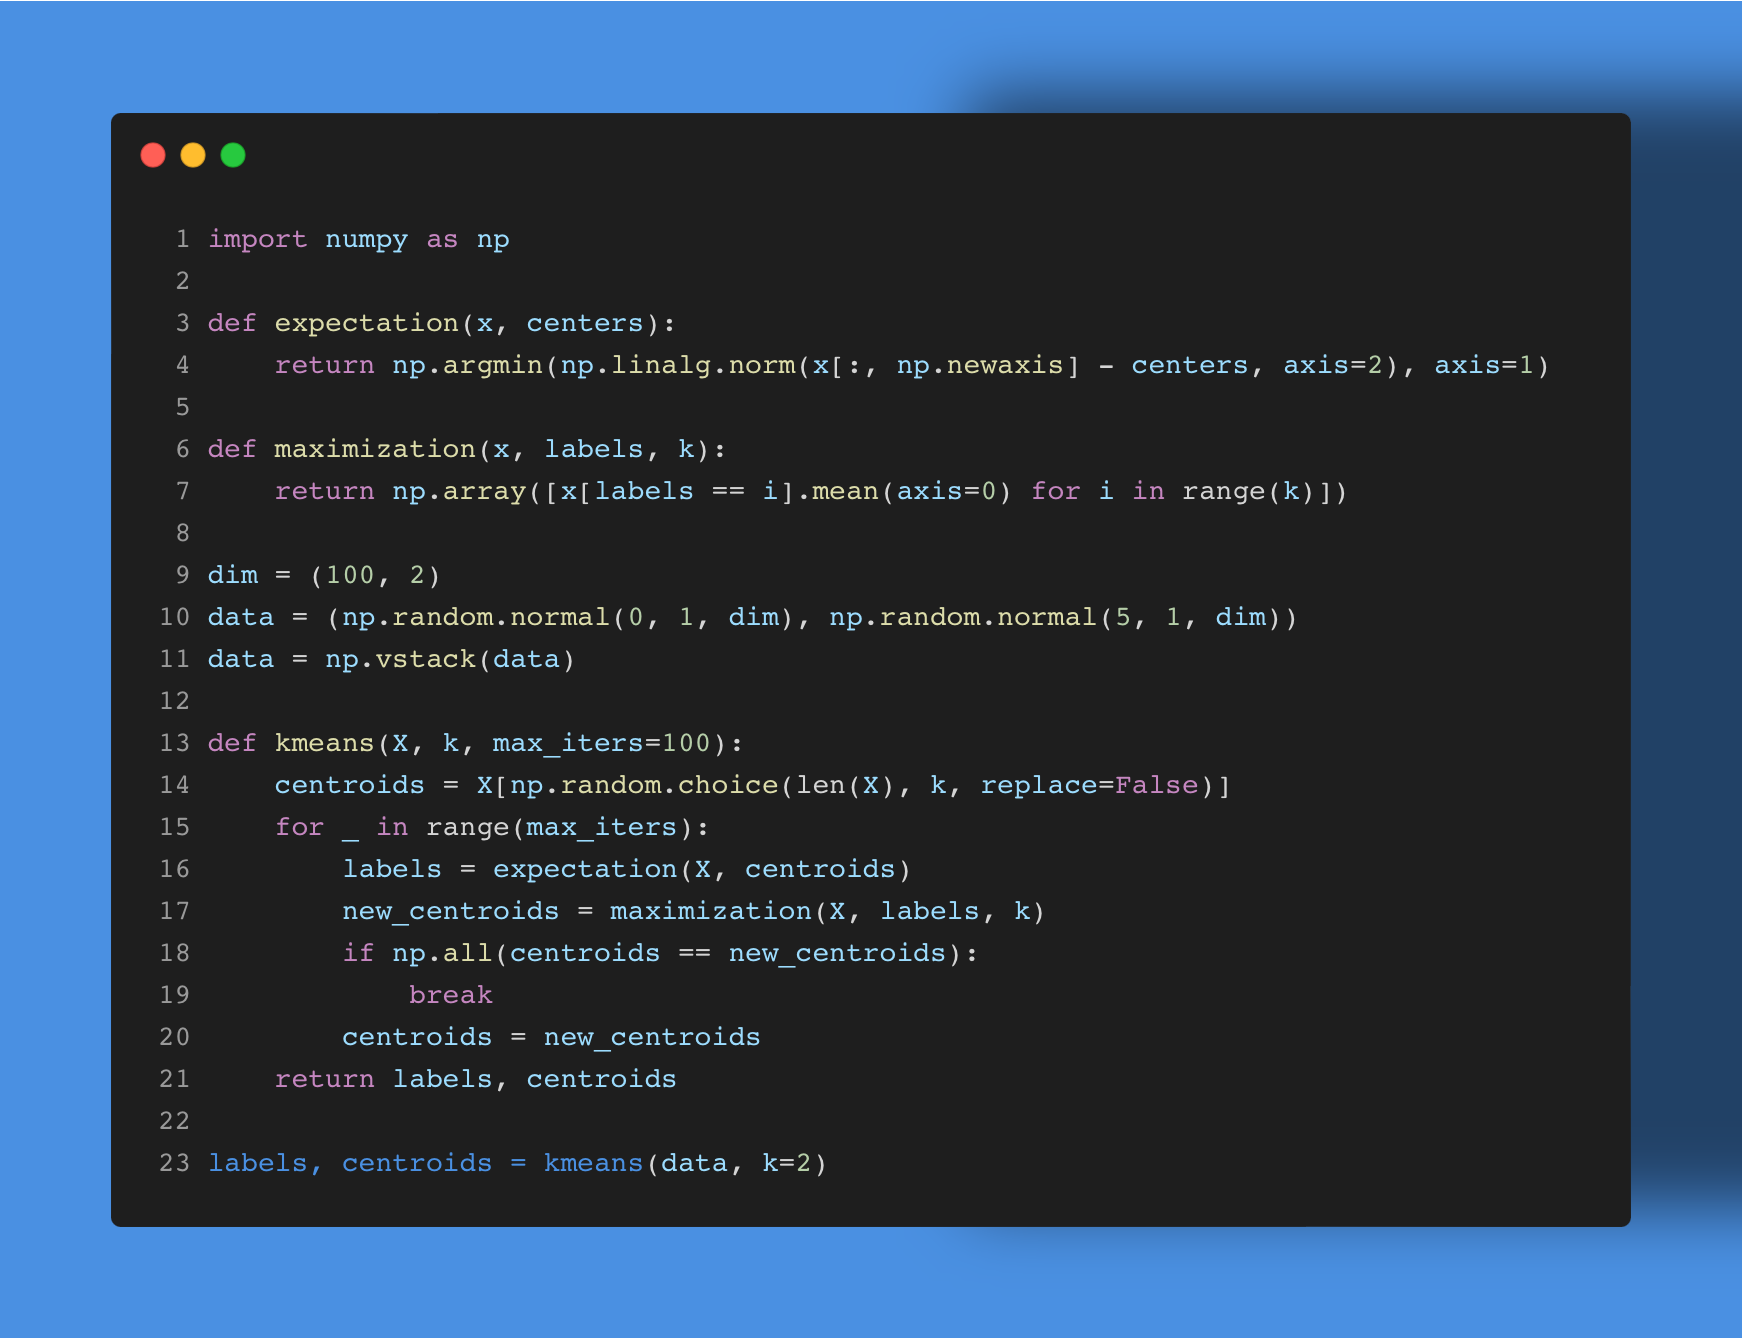 1 import numpy as np
2
3 def expectation(x, centers):
4     return np.argmin(np.linalg.norm(x[:, np.newaxis] - centers, axis=2), axis=1)
5
6 def maximization(x, labels, k):
7     return np.array([x[labels == i].mean(axis=0) for i in range(k)])
8
9 dim = (100, 2)
10 data = (np.random.normal(0, 1, dim), np.random.normal(5, 1, dim))
11 data = np.vstack(data)
12
13 def kmeans(X, k, max_iters=100):
14     centroids = X[np.random.choice(len(X), k, replace=False)]
15     for _ in range(max_iters):
16         labels = expectation(X, centroids)
17         new_centroids = maximization(X, labels, k)
18         if np.all(centroids == new_centroids):
19             break
20         centroids = new_centroids
21     return labels, centroids
22
23 labels, centroids = kmeans(data, k=2)